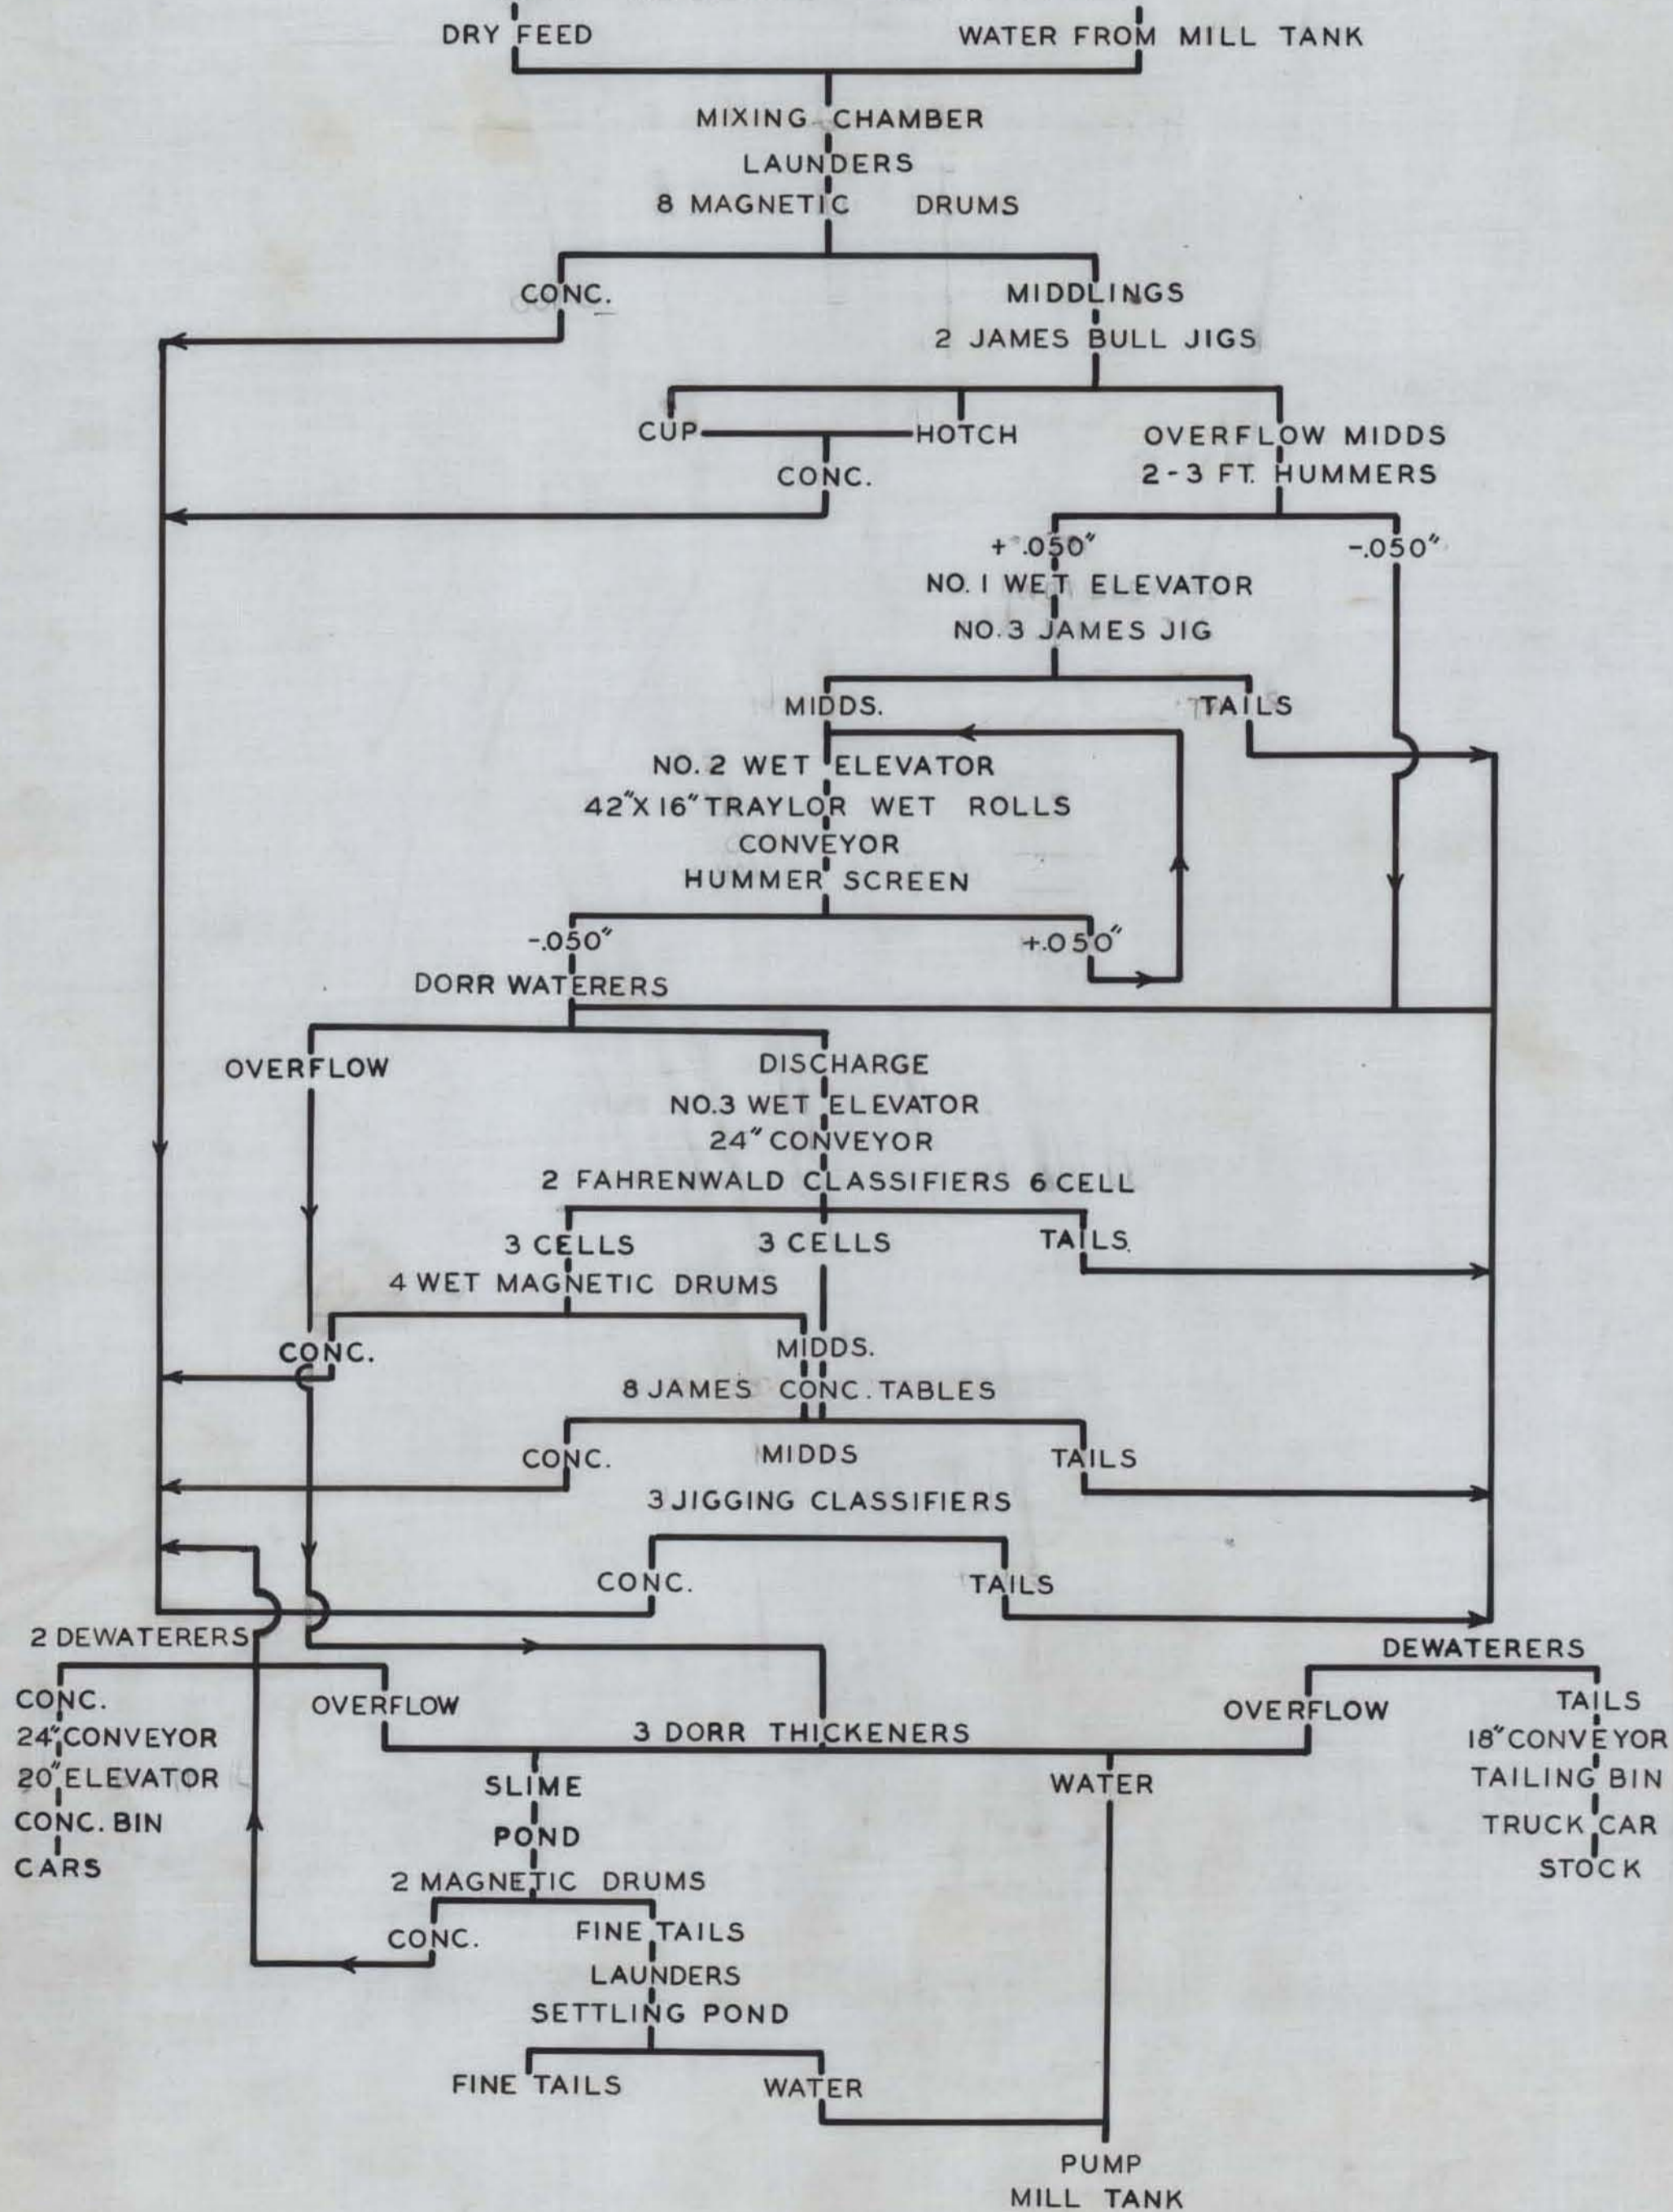 DRY FEED
WATER FROM MILL TANK
MIXING CHAMBER
LAUNDERS
8 MAGNETIC DRUMS
CONC.
MIDDLINGS
2 JAMES BULL JIGS
CUP
HOTCH
OVERFLOW MIDDS
CONC.
2-3 FT. HUMMERS
+ .050"
-.050"
NO. 1 WET ELEVATOR
NO. 3 JAMES JIG
MIDDS.
TAILS
NO. 2 WET ELEVATOR
42"X 16" TRAYLOR WET ROLLS
CONVEYOR
HUMMER SCREEN
-.050"
+.050"
DORR WATERERS
OVERFLOW
DISCHARGE
NO.3 WET ELEVATOR
24" CONVEYOR
2 FAHRENWALD CLASSIFIERS 6 CELL
3 CELLS
3 CELLS
TAILS.
4 WET MAGNETIC DRUMS
CONC.
MIDDS.
8 JAMES CONC. TABLES
CONC.
MIDDS
TAILS
3 JIGGING CLASSIFIERS
CONC.
TAILS
2 DEWATERERS
DEWATERERS
CONC.
OVERFLOW
OVERFLOW
TAILS
24" CONVEYOR
3 DORR THICKENERS
18" CONVEYOR
20" ELEVATOR
SLIME
WATER
TAILING BIN
CONC. BIN
POND
TRUCK CAR
CARS
STOCK
2 MAGNETIC DRUMS
CONC.
FINE TAILS
LAUNDERS
SETTLING POND
FINE TAILS
WATER
PUMP
MILL TANK